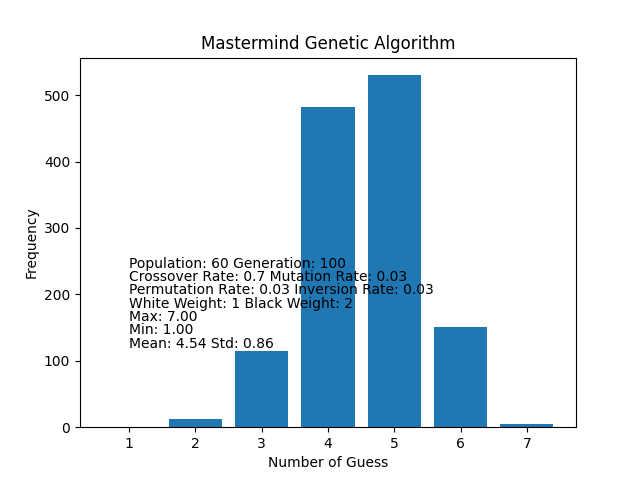 Mastermind Genetic Algorithm
Frequency
500
400
300
200
100
0
Population: 60 Generation: 100
Crossover Rate: 0.7 Mutation Rate: 0.03
Permutation Rate: 0.03 Inversion Rate: 0.03
White Weight: 1 Black Weight: 2
Max: 7.00
Min: 1.00
Mean: 4.54 Std: 0.86
1 2 3 4 5 6 7
Number of Guess